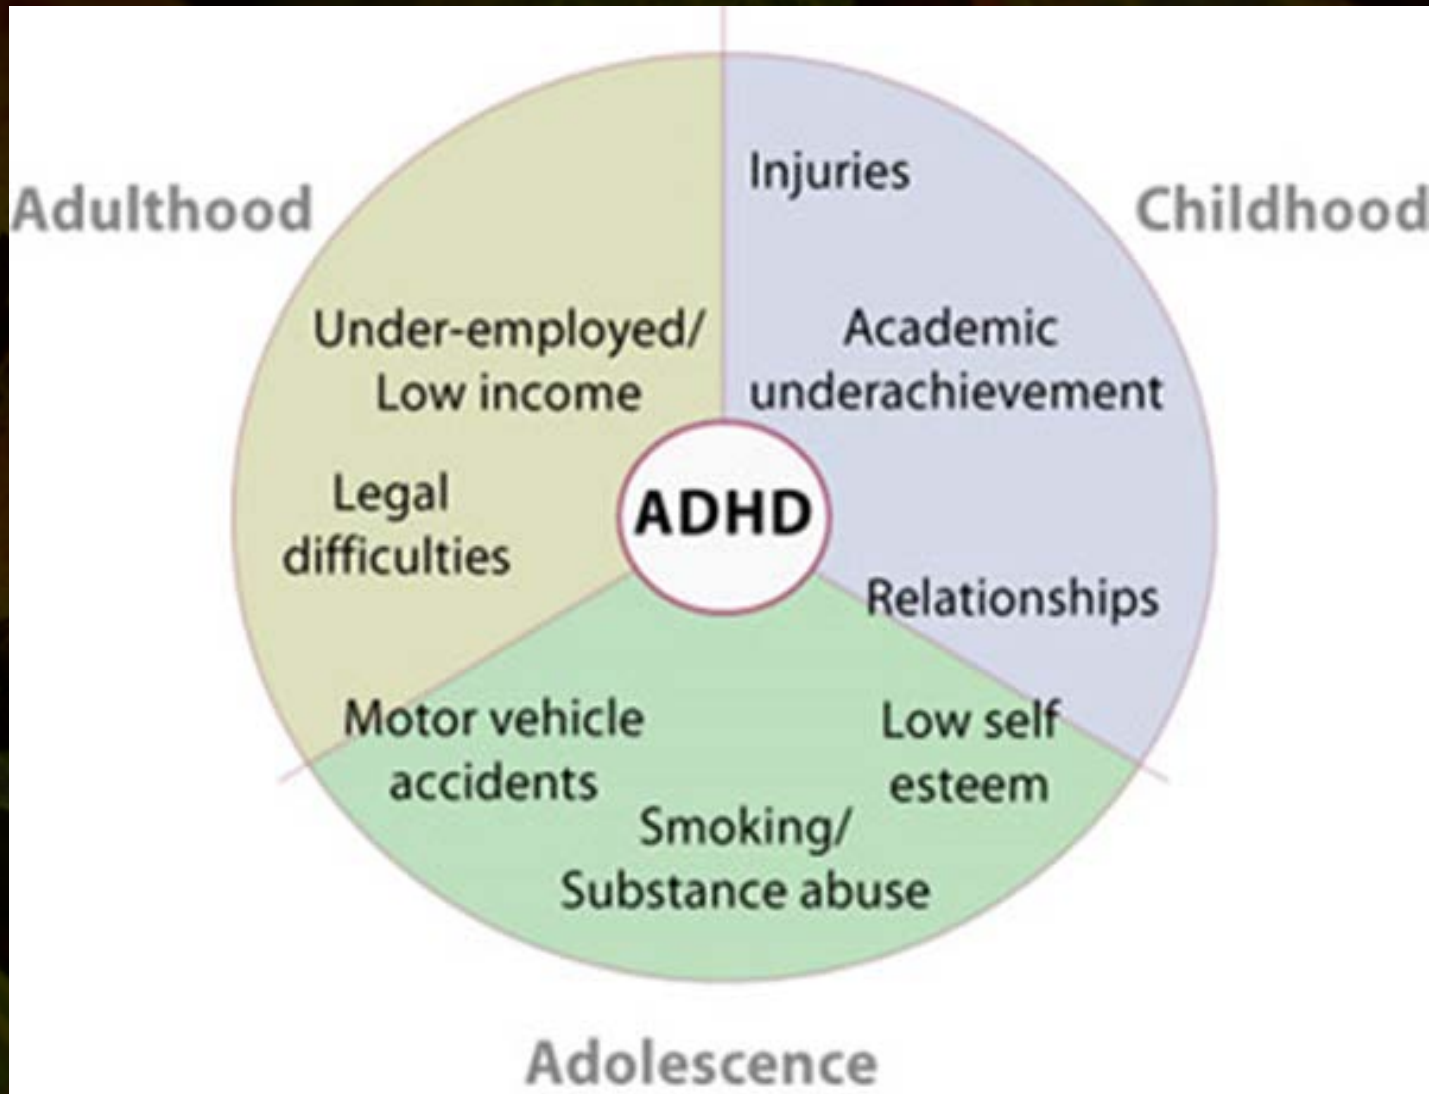 Injuries
Adulthood
Childhood
Under-employed/
Low income
Academic
underachievement
Legal
difficulties
ADHD
Relationships
Motor vehicle
accidents
Low self
esteem
Smoking/
Substance abuse
Adolescence